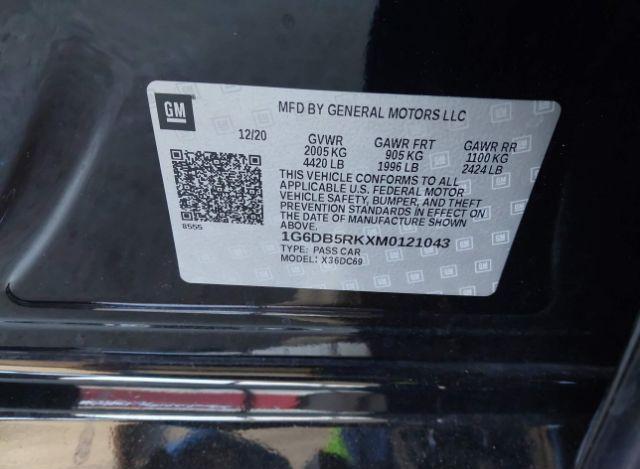 GM
MFD BY GENERAL MOTORS LLC
12/20 GVWR GAWR FRT GAWR RR
2005 KG 905 KG 1100 KG
4420 LB 1996 LB 2424 LB
THIS VEHICLE CONFORMS TO ALL
APPLICABLE U.S. FEDERAL MOTOR
VEHICLE SAFETY, BUMPER, AND THEFT
PREVENTION STANDARDS IN EFFECT ON
THE DATE OF MANUFACTURE SHOWN
ABOVE.
8555
1G6DB5RKXM0121043
TYPE: PASS CAR
MODEL: X36DC69